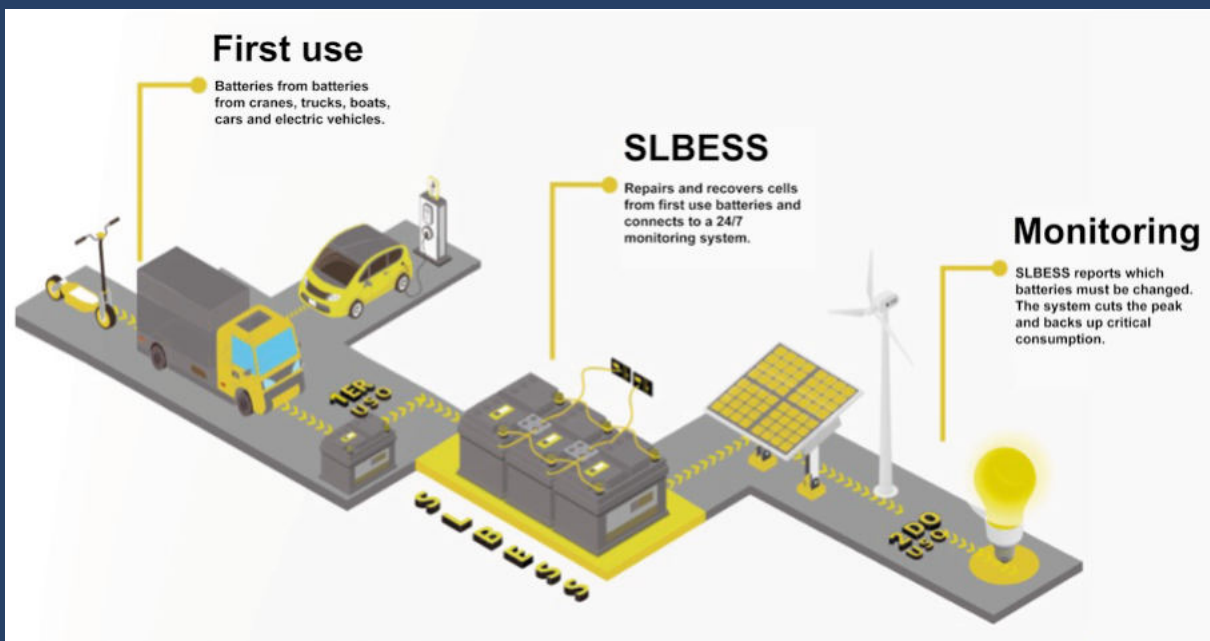 First use
Batteries from batteries
from cranes, trucks, boats,
cars and electric vehicles.
SLBESS
Repairs and recovers cells
from first use batteries and
connects to a 24/7
monitoring system.
Monitoring
SLBESS reports which
batteries must be changed.
The system cuts the peak
and backs up critical
consumption.
1ER
USO
SLBESS
2DO
USO